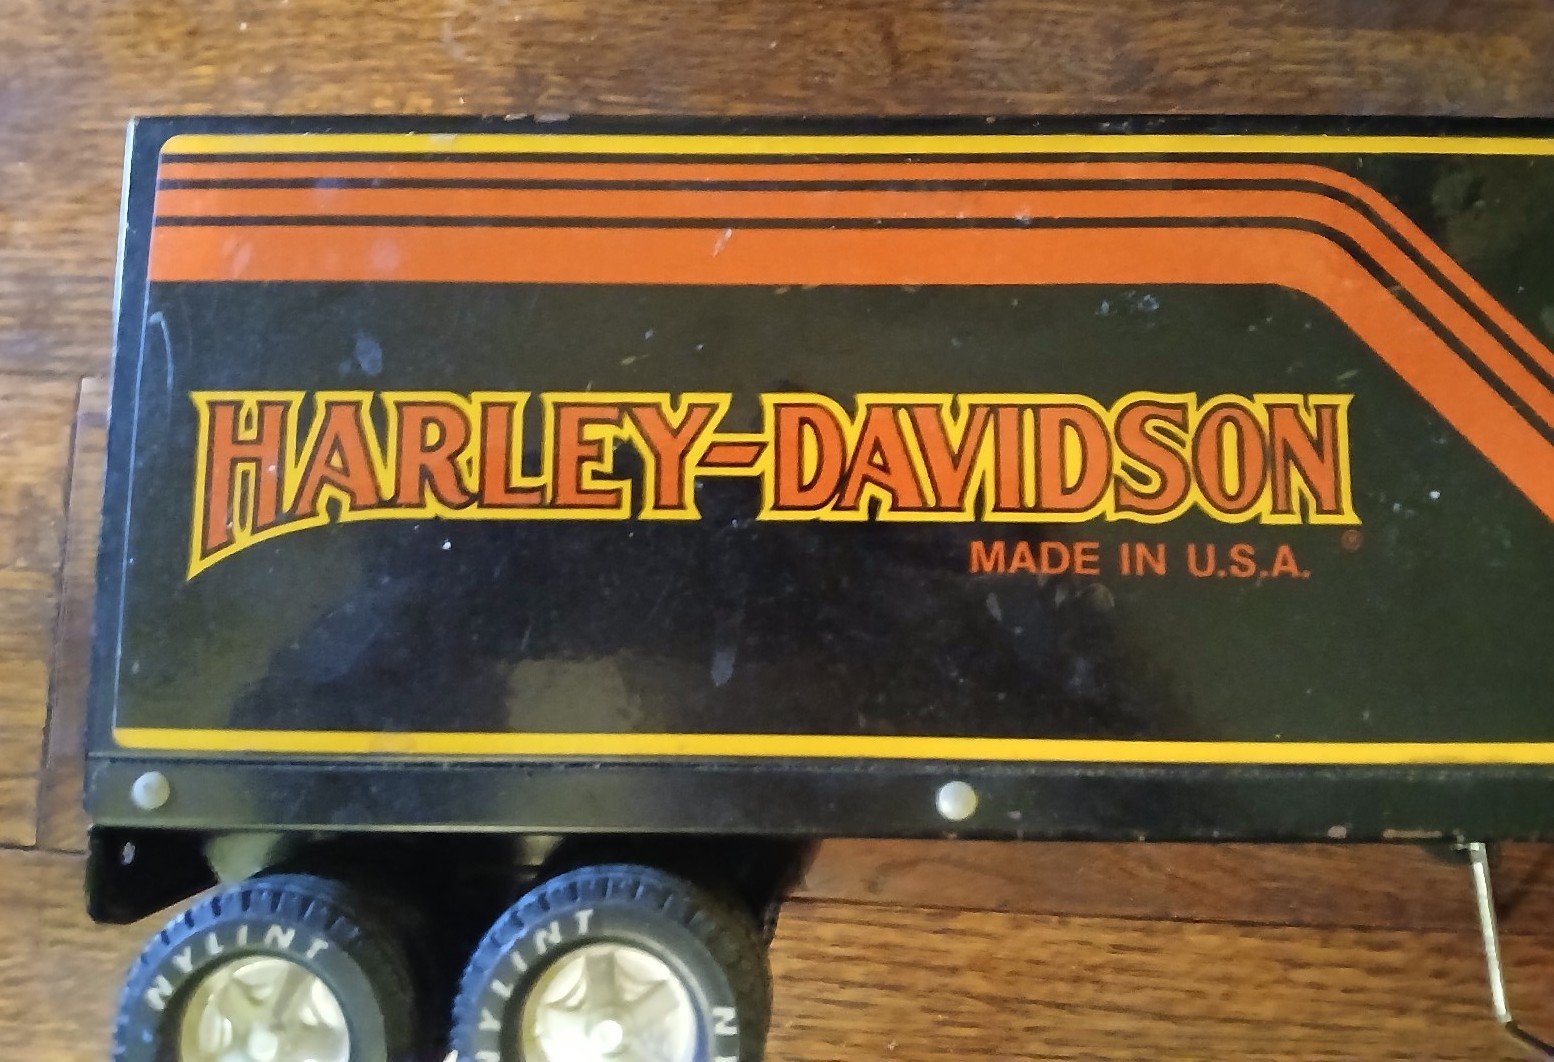 HARLEY-DAVIDSON
®
MADE IN U.S.A.
NYLINT
NYLINT